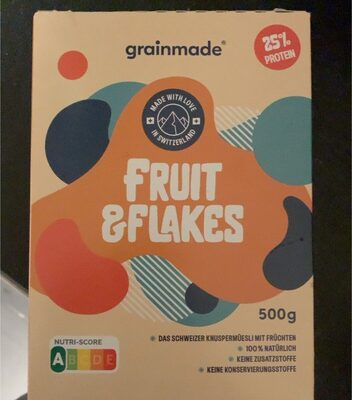 grainmade®
25%
PROTEIN
MADE WITH LOVE
IN SWITZERLAND
FRUIT
&FLAKES
500g
DAS SCHWEIZER KNUSPERMÜESLI MIT FRÜCHTEN
100% NATÜRLICH
KEINE ZUSATZSTOFFE
KEINE KONSERVIERUNGSSTOFFE
NUTRI-SCORE
A B C D E